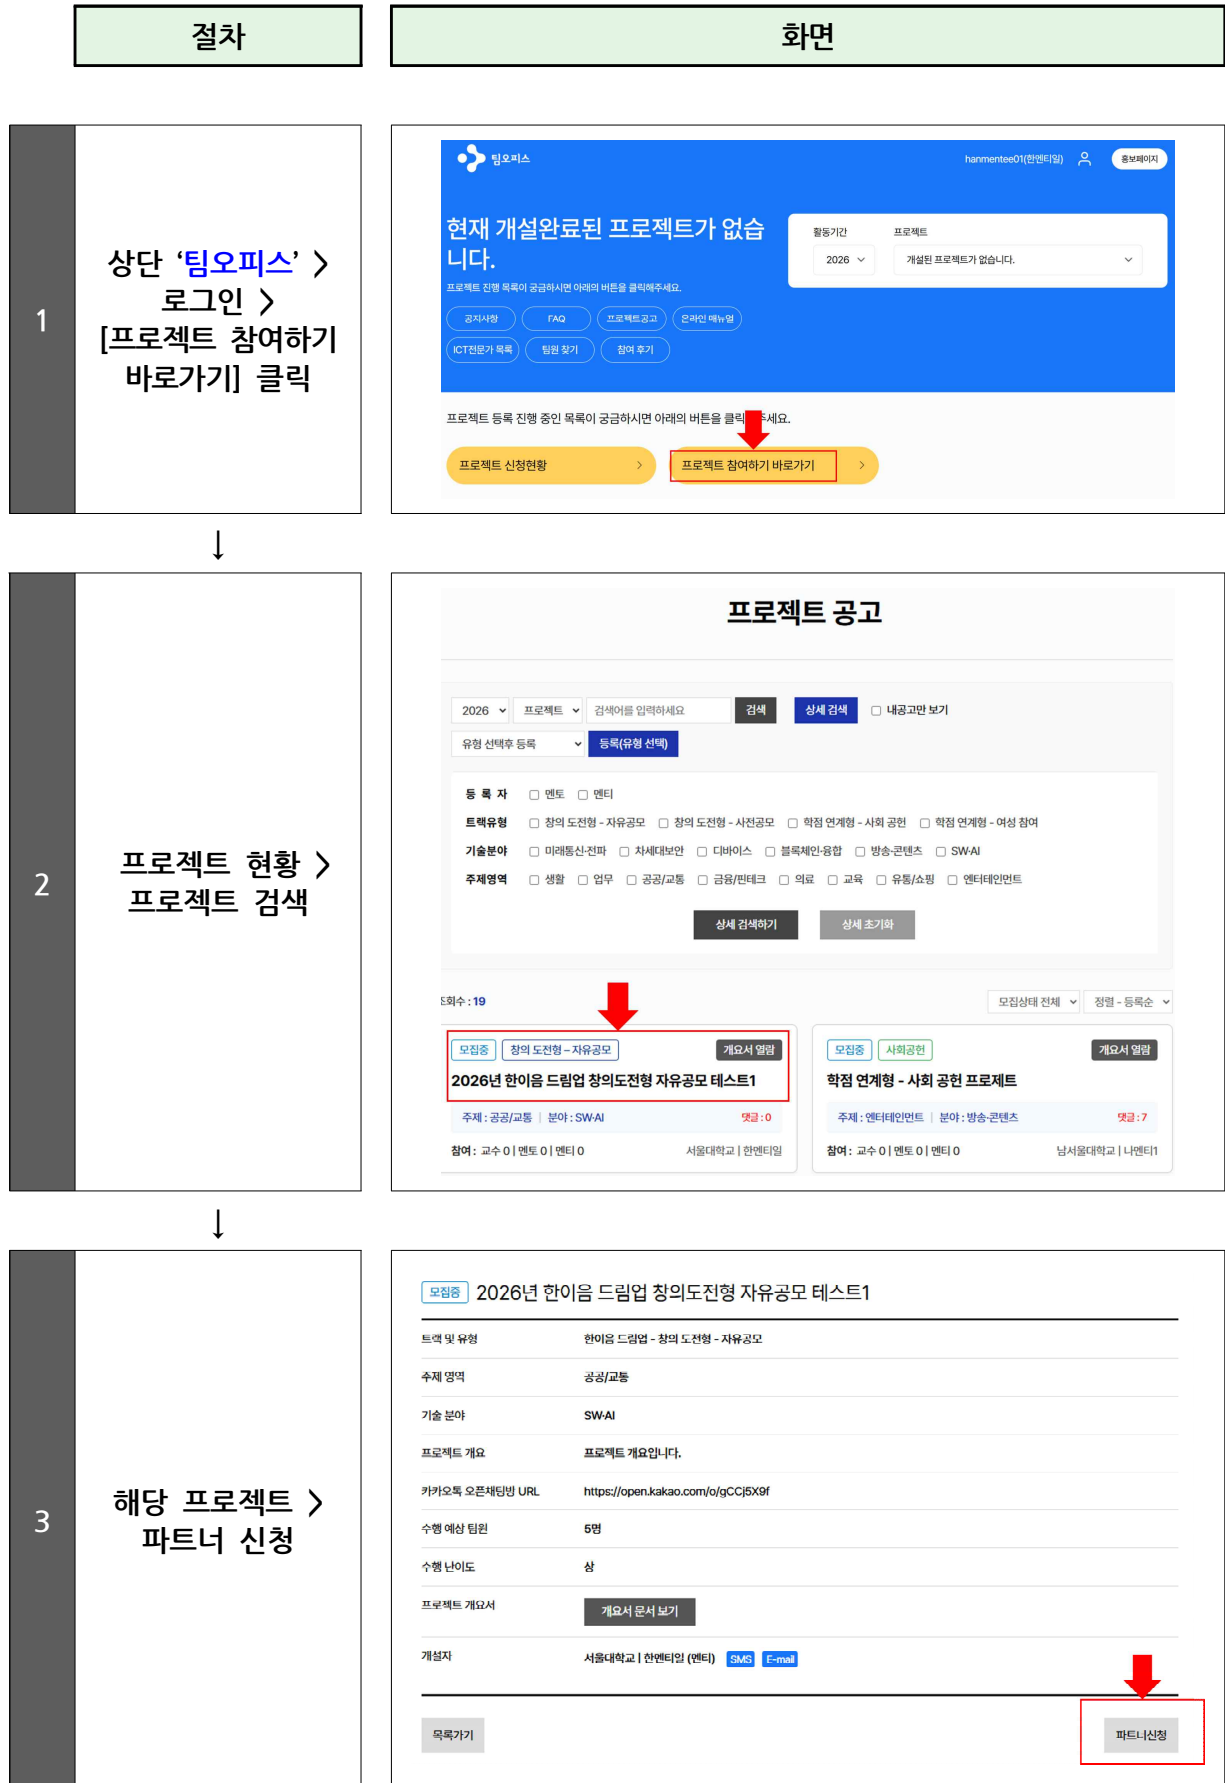 절차
화면
1
상단 ‘팀오피스’ 〉
로그인 〉
[프로젝트 참여하기
바로가기] 클릭
팀오피스
hanmentee01(한멘티일)
홍보페이지
현재 개설완료된 프로젝트가 없습
니다.
프로젝트 진행 목록이 궁금하시면 아래의 버튼을 클릭해주세요.
활동기간
프로젝트
2026
개설된 프로젝트가 없습니다.
공지사항
FAQ
프로젝트공고
온라인 매뉴얼
ICT전문가 목록
팀원 찾기
참여 후기
프로젝트 등록 진행 중인 목록이 궁금하시면 아래의 버튼을 클릭 주세요.
프로젝트 신청현황 >
프로젝트 참여하기 바로가기 >
↓
2
프로젝트 현황 〉
프로젝트 검색
프로젝트 공고
2026 프로젝트 검색어를 입력하세요 검색 상세 검색 내공고만 보기
유형 선택후 등록 등록(유형 선택)
등 록 자 멘토 멘티
트랙유형 창의 도전형 - 자유공모 창의 도전형 - 사전공모 학점 연계형 - 사회 공헌 학점 연계형 - 여성 참여
기술분야 미래통신·전파 차세대보안 디바이스 블록체인·융합 방송·콘텐츠 SW·AI
주제영역 생활 업무 공공/교통 금융/핀테크 의료 교육 유통/쇼핑 엔터테인먼트
상세 검색하기 상세 초기화
조회수 : 19
모집상태 전체 정렬 - 등록순
모집중 창의 도전형 – 자유공모 개요서 열람
2026년 한이음 드림업 창의도전형 자유공모 테스트1
주제 : 공공/교통 | 분야 : SW·AI 댓글 : 0
참여 : 교수 0 | 멘토 0 | 멘티 0 서울대학교 | 한멘티일
모집중 사회공헌 개요서 열람
학점 연계형 - 사회 공헌 프로제트
주제 : 엔터테인먼트 | 분야 : 방송·콘텐츠 댓글 : 7
참여 : 교수 0 | 멘토 0 | 멘티 0 남서울대학교 | 나멘티1
↓
3
해당 프로젝트 〉
파트너 신청
모집중 2026년 한이음 드림업 창의도전형 자유공모 테스트1
트랙 및 유형 한이음 드림업 - 창의 도전형 - 자유공모
주제 영역 공공/교통
기술 분야 SW·AI
프로젝트 개요 프로젝트 개요입니다.
카카오톡 오픈채팅방 URL https://open.kakao.com/o/gCCj5X9f
수행 예상 팀원 5명
수행 난이도 상
프로젝트 개요서 개요서 문서 보기
개설자 서울대학교 | 한멘티일 (멘티) SMS E-mail
목록가기
파트너신청